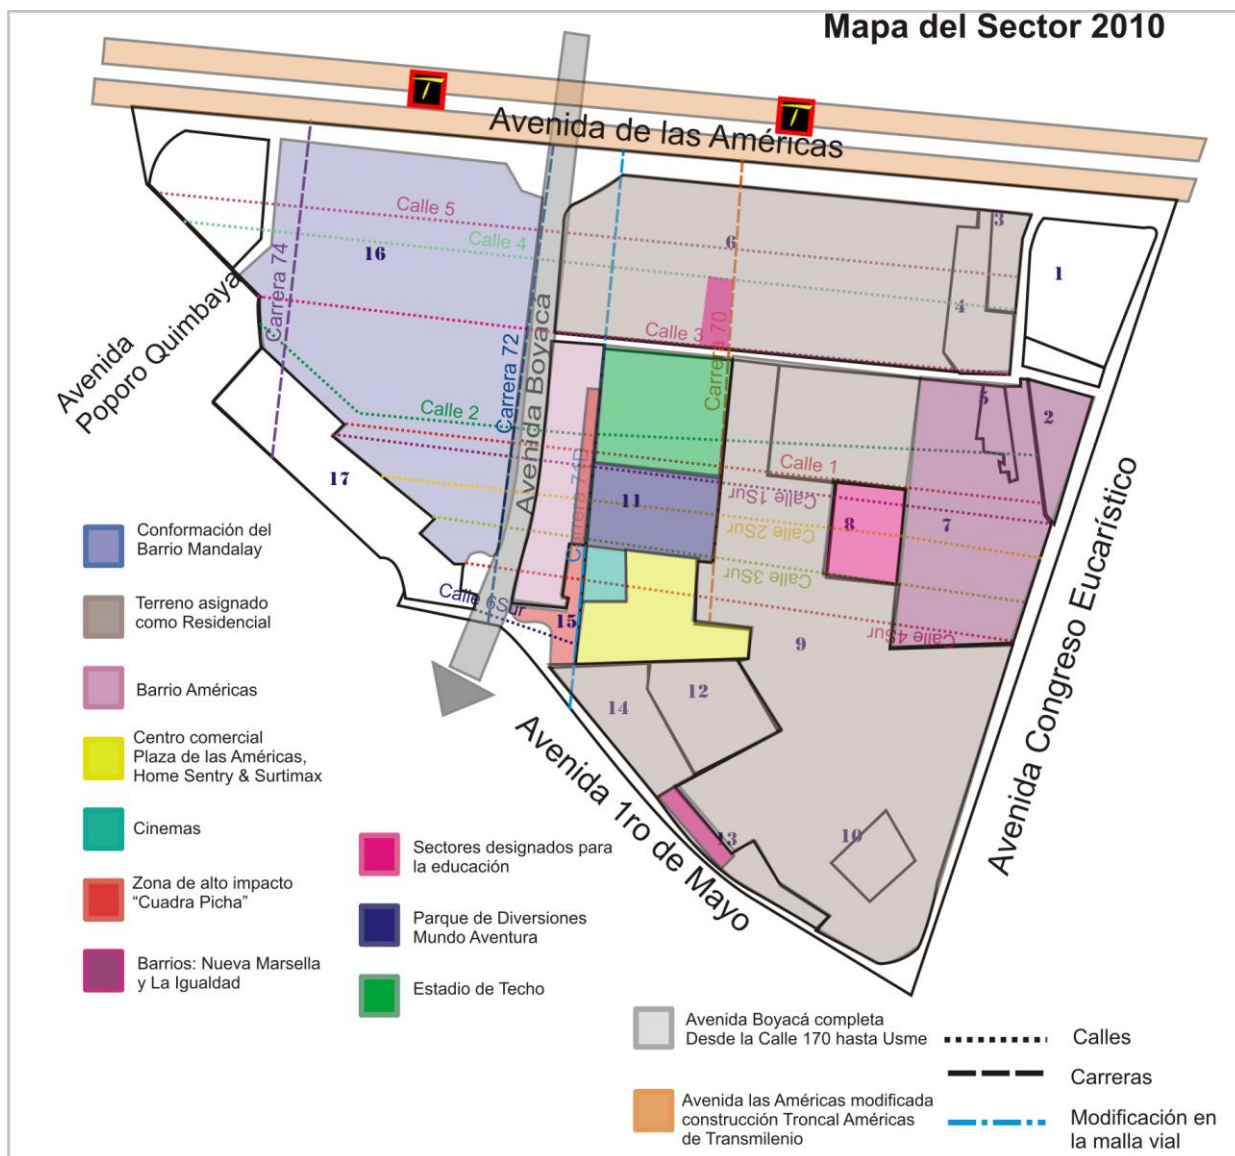 Mapa del Sector 2010
Avenida de las Américas
Calle 5
Calle 4
Carrera 74
16
6
3
4
1
Avenida
Poporo Quimbaya
Calle 3
Carrera 72
Avenida Boyacá
Carrera 70
Calle 2
Calle 1
5
2
Carrera 71D
Calle 1Sur
Calle 2Sur
Calle 3Sur
Calle 4Sur
17
11
8
7
Calle 6Sur
15
9
14
12
13
10
Avenida 1ro de Mayo
Avenida Congreso Eucarístico
Conformación del
Barrio Mandalay
Terreno asignado
como Residencial
Barrio Américas
Centro comercial
Plaza de las Américas,
Home Sentry & Surtimax
Cinemas
Zona de alto impacto
“Cuadra Picha”
Barrios: Nueva Marsella
y La Igualdad
Sectores designados para
la educación
Parque de Diversiones
Mundo Aventura
Estadio de Techo
Avenida Boyacá completa
Desde la Calle 170 hasta Usme
Avenida las Américas modificada
construcción Troncal Américas
de Transmilenio
Calles
Carreras
Modificación en
la malla vial